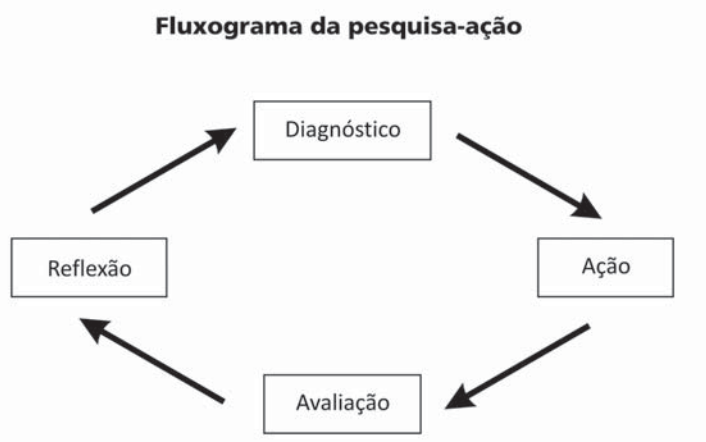 Fluxograma da pesquisa-ação
Diagnóstico
Reflexão
Ação
Avaliação